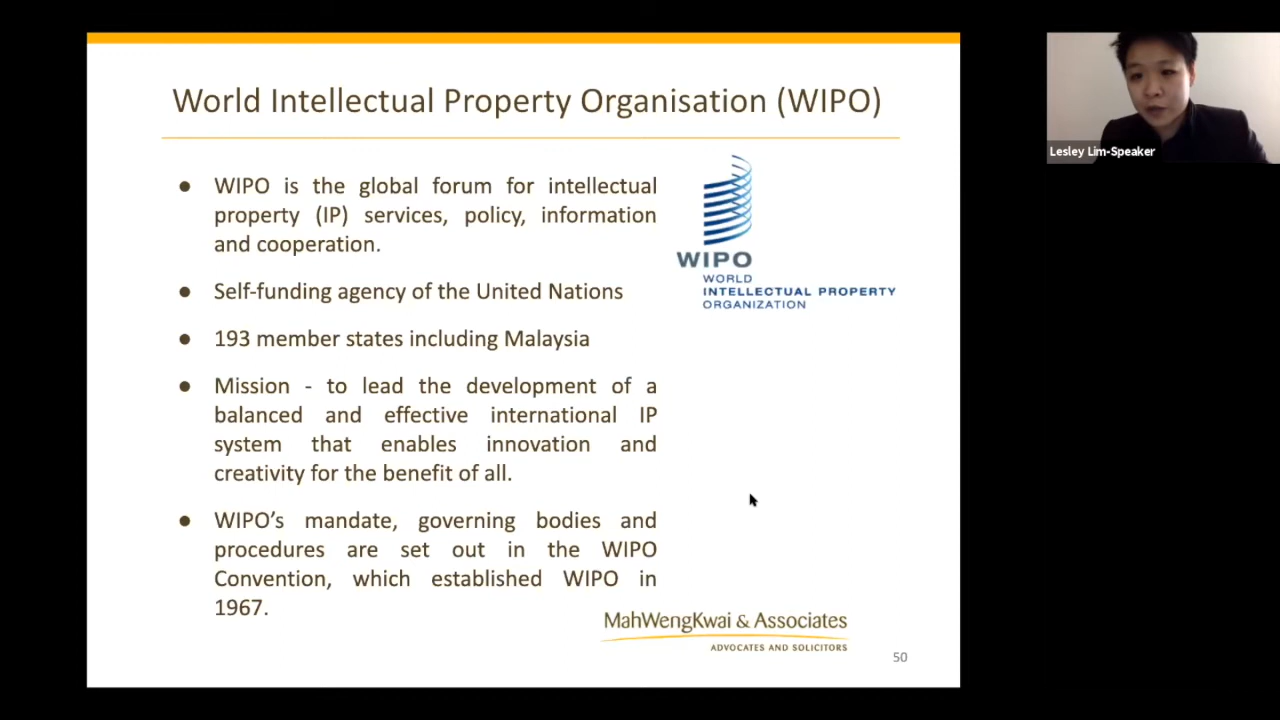 World Intellectual Property Organisation (WIPO)
● WIPO is the global forum for intellectual
property (IP) services, policy, information
and cooperation.
● Self-funding agency of the United Nations
● 193 member states including Malaysia
● Mission - to lead the development of a
balanced and effective international IP
system that enables innovation and
creativity for the benefit of all.
● WIPO’s mandate, governing bodies and
procedures are set out in the WIPO
Convention, which established WIPO in
1967.
WIPO
WORLD
INTELLECTUAL PROPERTY
ORGANIZATION
MahWengKwai & Associates
ADVOCATES AND SOLICITORS
50
Lesley Lim-Speaker